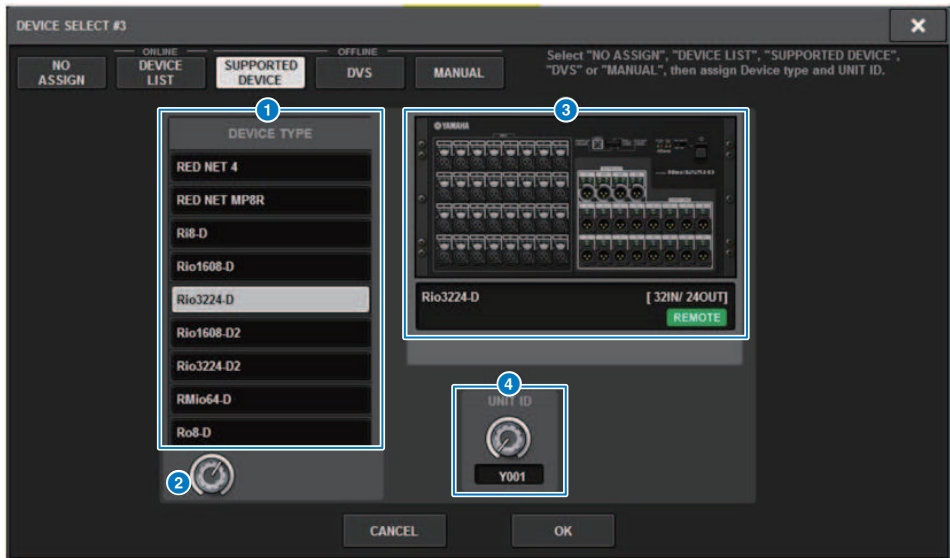 DEVICE SELECT #3
ONLINE
OFFLINE
NO ASSIGN
DEVICE LIST
SUPPORTED DEVICE
DVS
MANUAL
Select "NO ASSIGN", "DEVICE LIST", "SUPPORTED DEVICE",
"DVS" or "MANUAL", then assign Device type and UNIT ID.
1
DEVICE TYPE
RED NET 4
RED NET MP8R
Ri8-D
Rio1608-D
Rio3224-D
Rio1608-D2
Rio3224-D2
RMio64-D
Ro8-D
2
3
YAMAHA
Rio3224-D [ 32IN/ 24OUT]
REMOTE
4
UNIT ID
Y001
CANCEL
OK